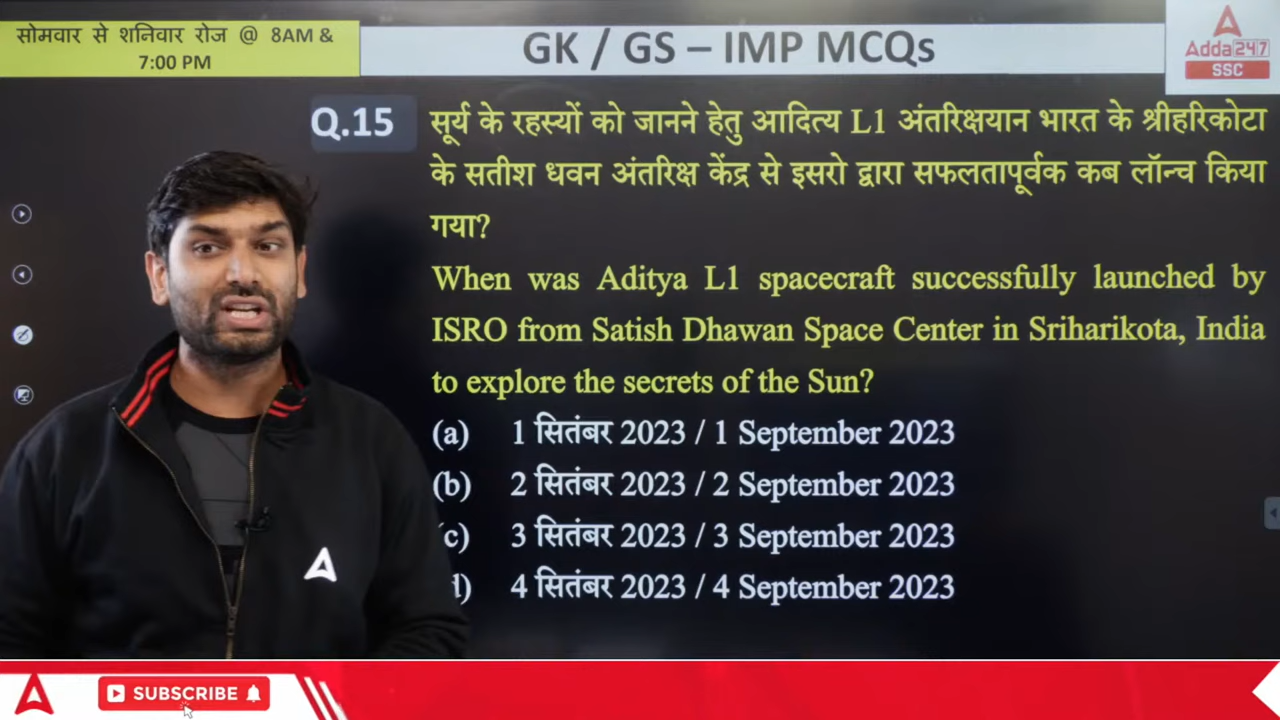 सोमवार से शनिवार रोज @ 8AM &
7:00 PM
GK / GS – IMP MCQs
Adda247
SSC
Q.15
सूर्य के रहस्यों को जानने हेतु आदित्य L1 अंतरिक्षयान भारत के श्रीहरिकोटा
के सतीश धवन अंतरिक्ष केंद्र से इसरो द्वारा सफलतापूर्वक कब लॉन्च किया
गया?
When was Aditya L1 spacecraft successfully launched by
ISRO from Satish Dhawan Space Center in Sriharikota, India
to explore the secrets of the Sun?
(a) 1 सितंबर 2023 / 1 September 2023
(b) 2 सितंबर 2023 / 2 September 2023
c) 3 सितंबर 2023 / 3 September 2023
d) 4 सितंबर 2023 / 4 September 2023
SUBSCRIBE